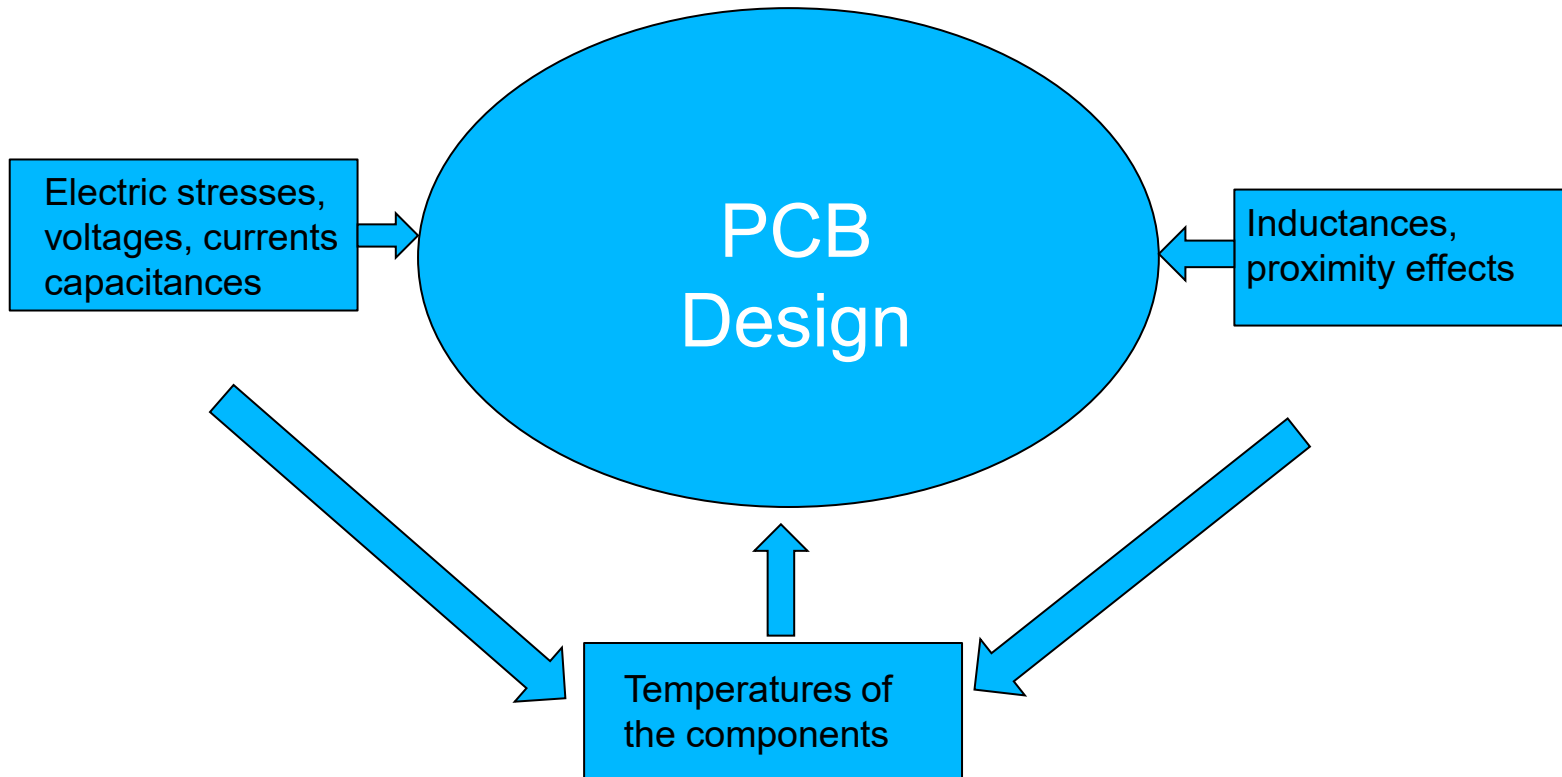 PCB
Design
Electric stresses,
voltages, currents
capacitances
Inductances,
proximity effects
Temperatures of
the components